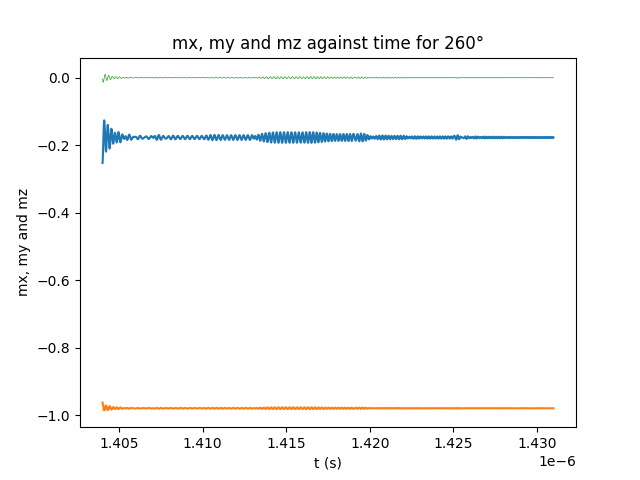 mx, my and mz against time for 260°
mx, my and mz
0.0
−0.2
−0.4
−0.6
−0.8
−1.0
1.405 1.410 1.415 1.420 1.425 1.430
1e−6
t (s)